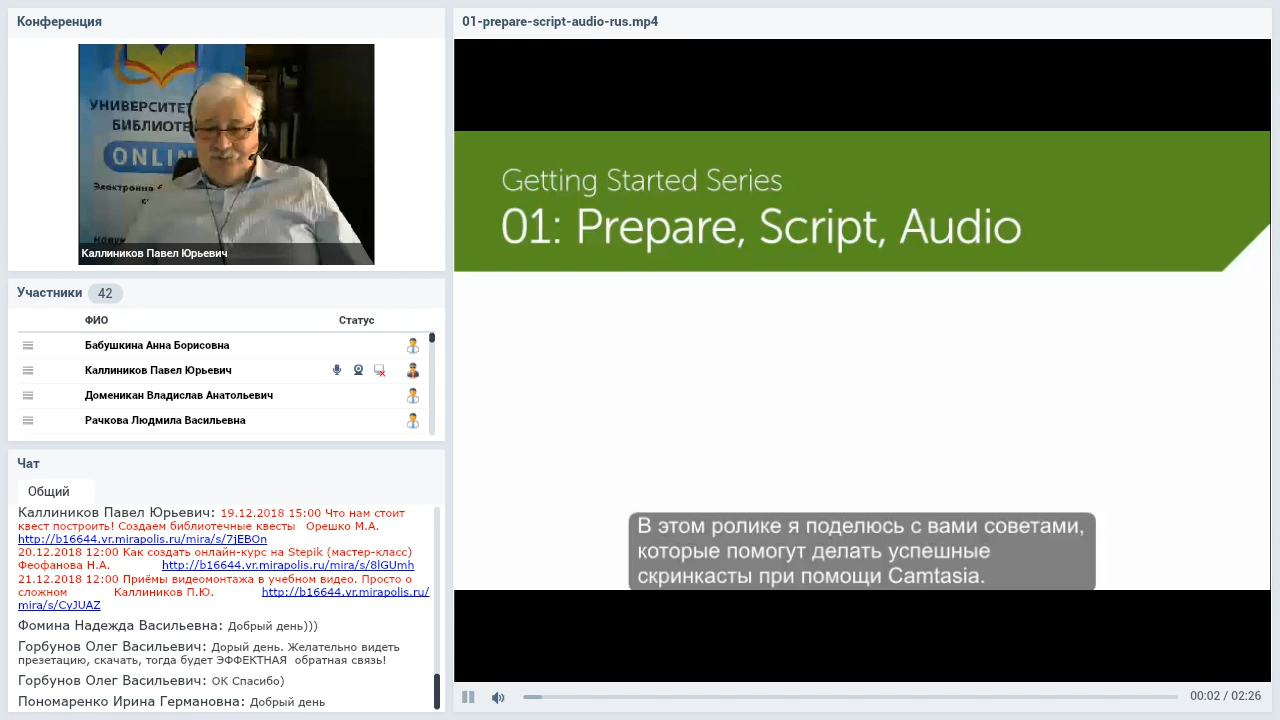 Конференция
УНИВЕРСИТЕТ
БИБЛИОТЕ
ONLIN
Каллиников Павел Юрьевич
Участники 42
ФИО Статус
Бабушкина Анна Борисовна
Каллиников Павел Юрьевич
Доменикан Владислав Анатольевич
Рачкова Людмила Васильевна
Чат
Общий
Каллиников Павел Юрьевич: 19.12.2018 15:00 Что нам стоит
квест построить! Создаем библиотечные квесты Орешко М.А.
http://b16644.vr.mirapolis.ru/mira/s/7jEBOn
20.12.2018 12:00 Как создать онлайн-курс на Stepik (мастер-класс)
Феофанова Н.А. http://b16644.vr.mirapolis.ru/mira/s/8lGUmh
21.12.2018 12:00 Приёмы видеомонтажа в учебном видео. Просто о
сложном Каллиников П.Ю. http://b16644.vr.mirapolis.ru/
mira/s/CyJUAZ
Фомина Надежда Васильевна: Добрый день)))
Горбунов Олег Васильевич: Дорый день. Желательно видеть
презетацию, скачать, тогда будет ЭФФЕКТНАЯ обратная связь!
Горбунов Олег Васильевич: ОК Спасибо)
Пономаренко Ирина Германовна: Добрый день
01-prepare-script-audio-rus.mp4
Getting Started Series
01: Prepare, Script, Audio
В этом ролике я поделюсь с вами советами,
которые помогут делать успешные
скринкасты при помощи Camtasia.
00:02 / 02:26